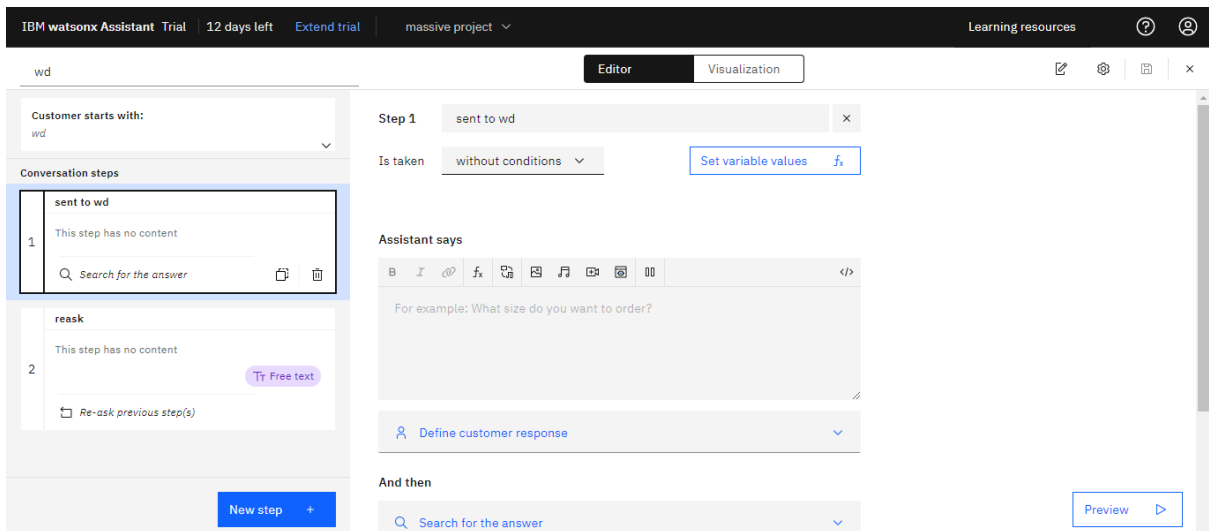 IBM watsonx Assistant Trial 12 days left Extend trial massive project Learning resources
wd Editor Visualization
Customer starts with:
wd
Conversation steps
sent to wd
1
This step has no content
Search for the answer
reask
This step has no content
2
Free text
Re-ask previous step(s)
New step +
Step 1 sent to wd
Is taken without conditions Set variable values fx
Assistant says
B I fx </>
For example: What size do you want to order?
Define customer response
And then
Search for the answer
Preview